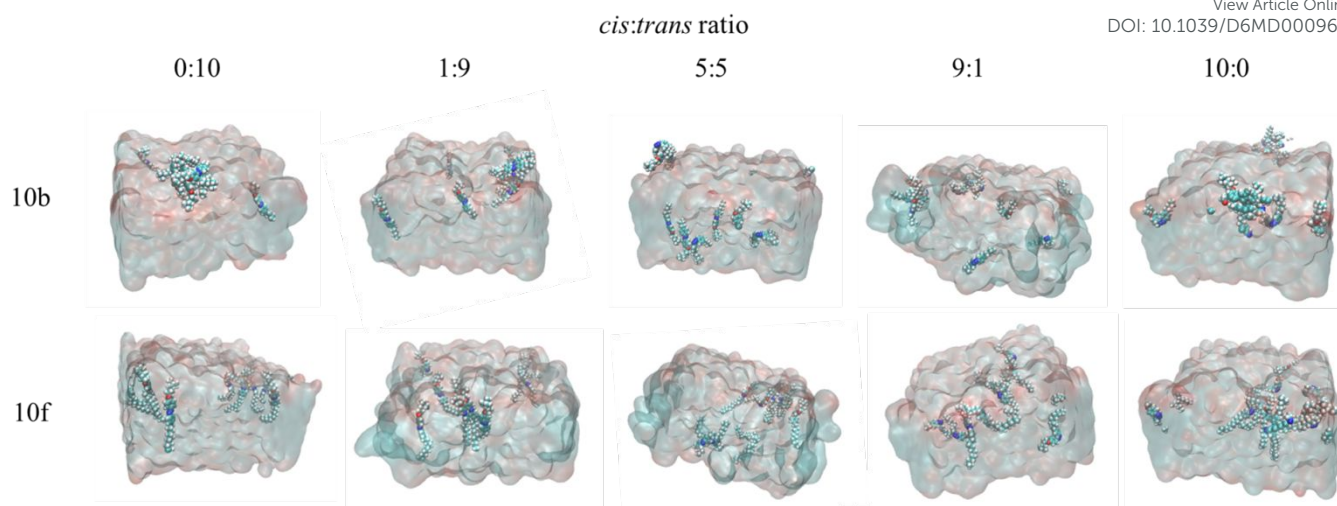 View Article Onlin
DOI: 10.1039/D6MD00096
cis:trans ratio
0:10 1:9 5:5 9:1 10:0
10b
10f